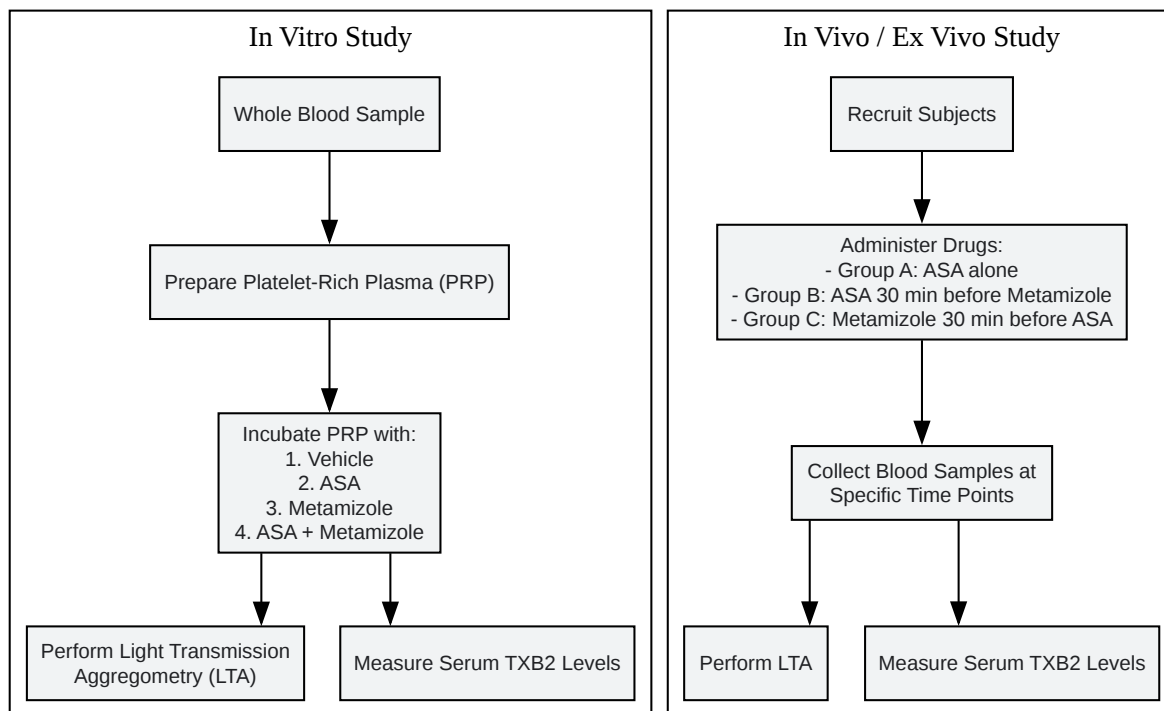 In Vitro Study
Whole Blood Sample
Prepare Platelet-Rich Plasma (PRP)
Incubate PRP with:
1. Vehicle
2. ASA
3. Metamizole
4. ASA + Metamizole
Perform Light Transmission
Aggregometry (LTA)
Measure Serum TXB2 Levels
In Vivo / Ex Vivo Study
Recruit Subjects
Administer Drugs:
- Group A: ASA alone
- Group B: ASA 30 min before Metamizole
- Group C: Metamizole 30 min before ASA
Collect Blood Samples at
Specific Time Points
Perform LTA
Measure Serum TXB2 Levels